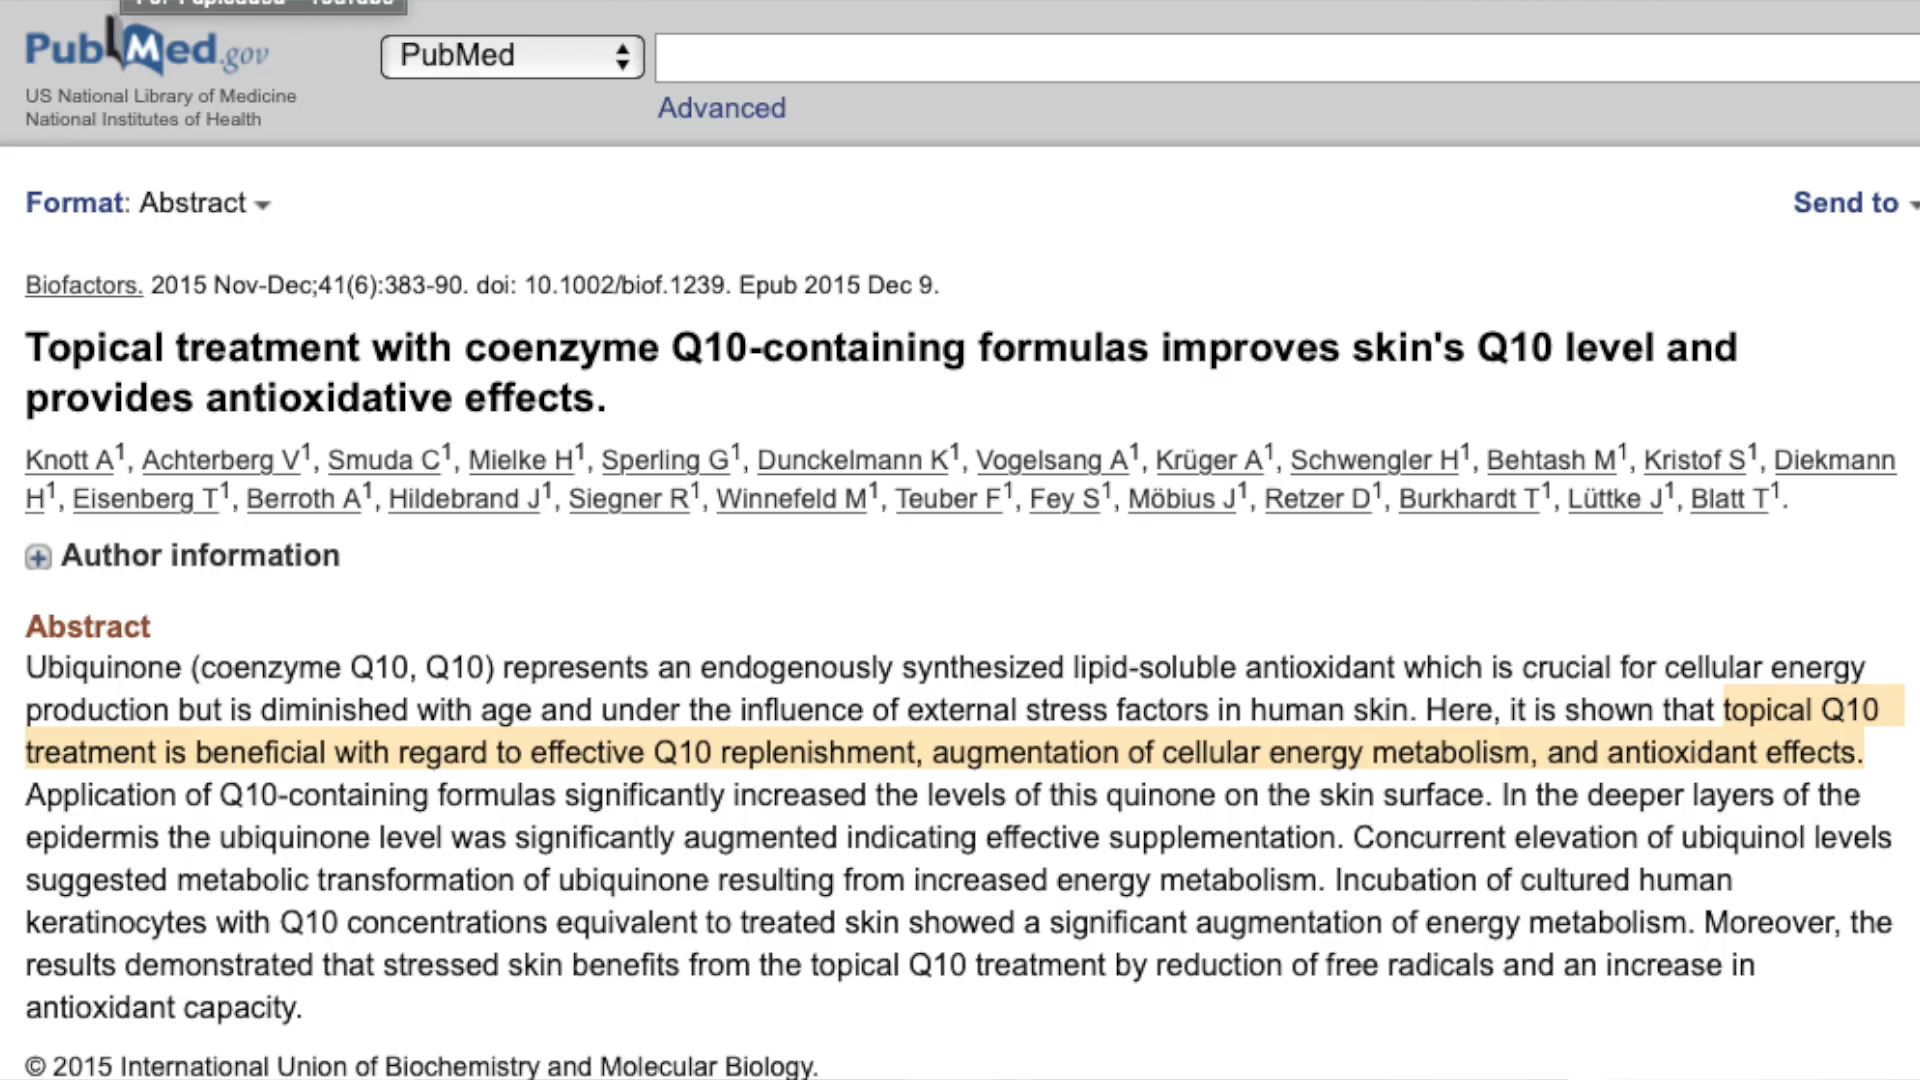 PubMed.gov
US National Library of Medicine
National Institutes of Health
PubMed
Advanced
Format: Abstract
Send to
Biofactors. 2015 Nov-Dec;41(6):383-90. doi: 10.1002/biof.1239. Epub 2015 Dec 9.
Topical treatment with coenzyme Q10-containing formulas improves skin's Q10 level and
provides antioxidative effects.
Knott A1, Achterberg V1, Smuda C1, Mielke H1, Sperling G1, Dunckelmann K1, Vogelsang A1, Krüger A1, Schwengler H1, Behtash M1, Kristof S1, Diekmann
H1, Eisenberg T1, Berroth A1, Hildebrand J1, Siegner R1, Winnefeld M1, Teuber F1, Fey S1, Möbius J1, Retzer D1, Burkhardt T1, Lüttke J1, Blatt T1.
Author information
Abstract
Ubiquinone (coenzyme Q10, Q10) represents an endogenously synthesized lipid-soluble antioxidant which is crucial for cellular energy
production but is diminished with age and under the influence of external stress factors in human skin. Here, it is shown that topical Q10
treatment is beneficial with regard to effective Q10 replenishment, augmentation of cellular energy metabolism, and antioxidant effects.
Application of Q10-containing formulas significantly increased the levels of this quinone on the skin surface. In the deeper layers of the
epidermis the ubiquinone level was significantly augmented indicating effective supplementation. Concurrent elevation of ubiquinol levels
suggested metabolic transformation of ubiquinone resulting from increased energy metabolism. Incubation of cultured human
keratinocytes with Q10 concentrations equivalent to treated skin showed a significant augmentation of energy metabolism. Moreover, the
results demonstrated that stressed skin benefits from the topical Q10 treatment by reduction of free radicals and an increase in
antioxidant capacity.
© 2015 International Union of Biochemistry and Molecular Biology.